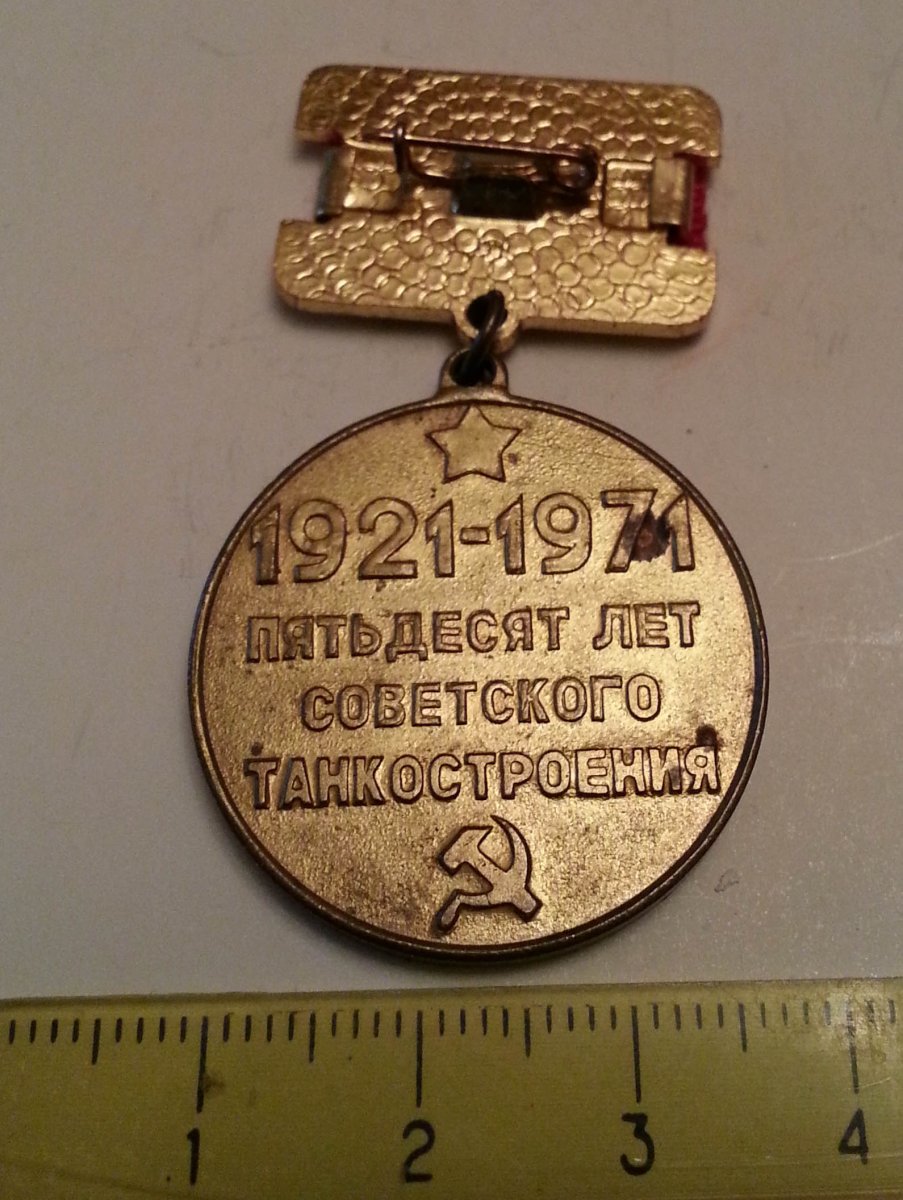 1921-1971
ПЯТЬДЕСЯТ ЛЕТ
СОВЕТСКОГО
ТАНКОСТРОЕНИЯ
1 2 3 4